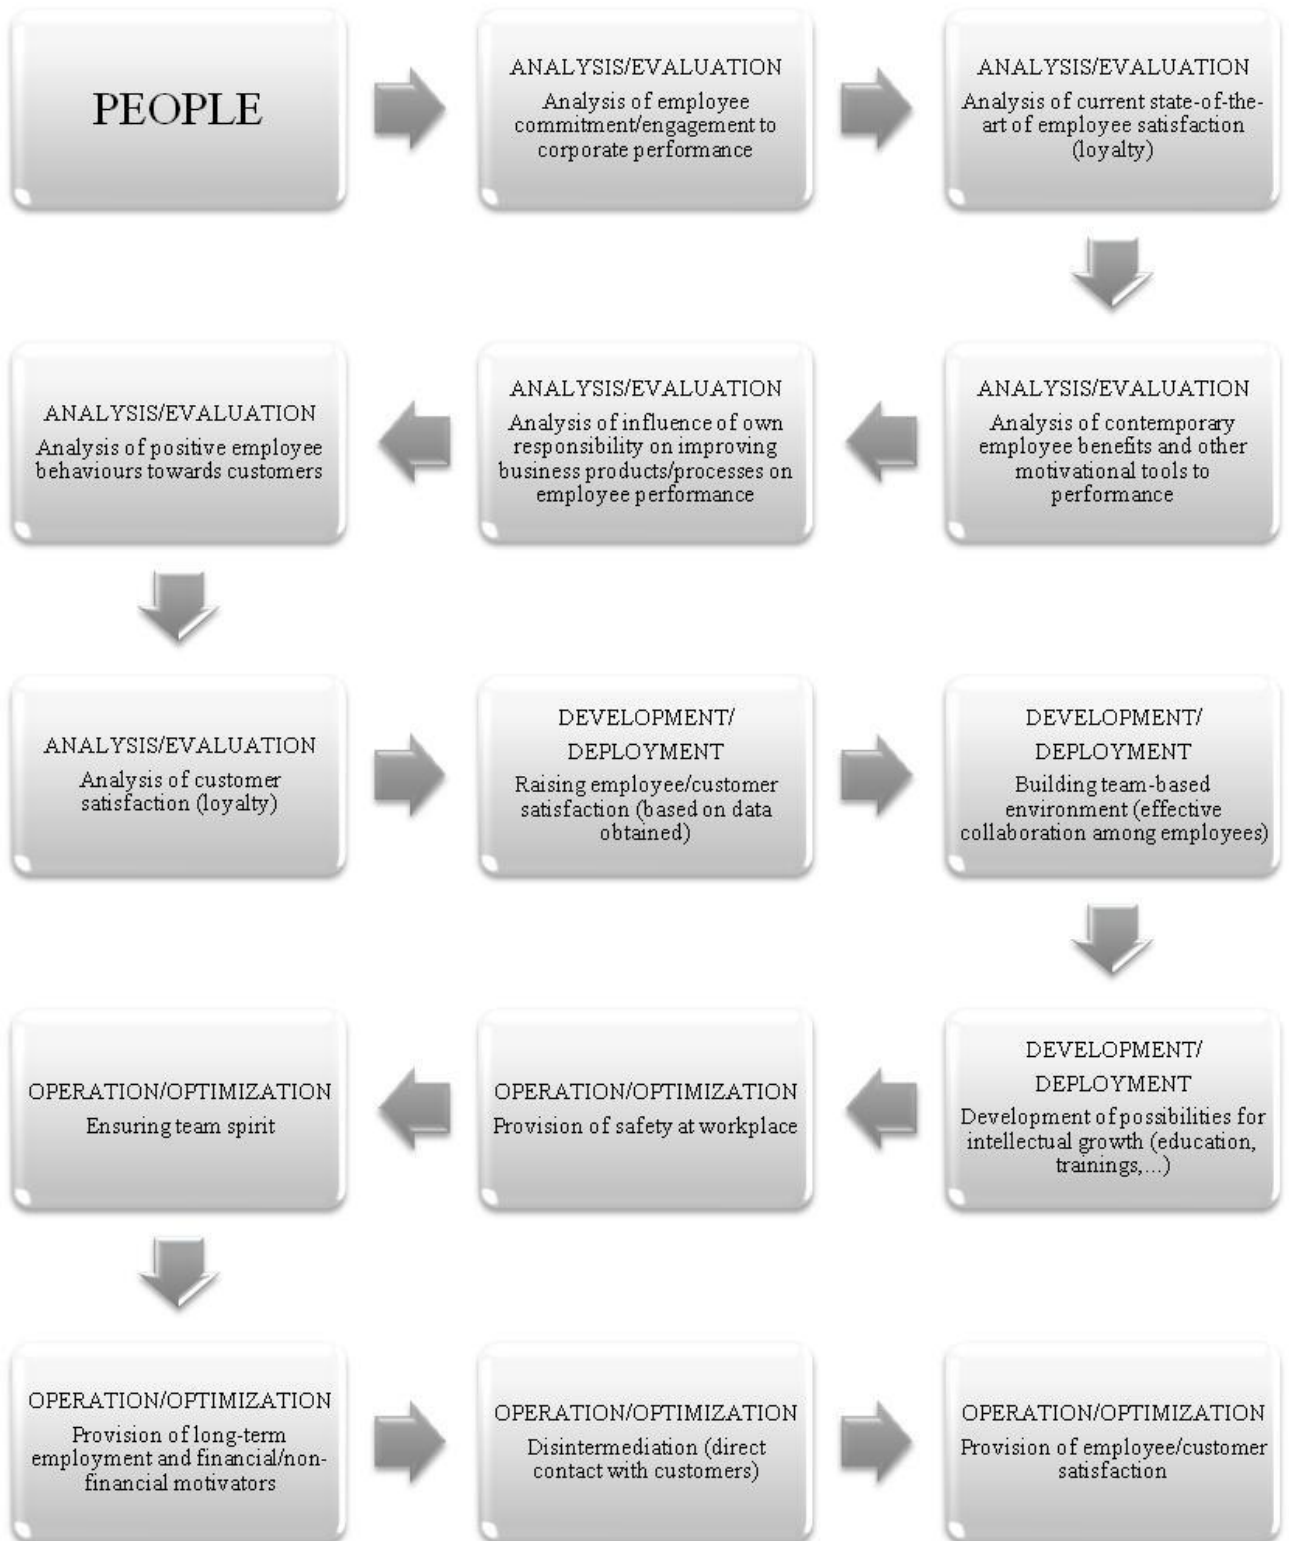 PEOPLE
ANALYSIS/EVALUATION
Analysis of employee
commitment/engagement to
corporate performance
ANALYSIS/EVALUATION
Analysis of current state-of-the-
art of employee satisfaction
(loyalty)
ANALYSIS/EVALUATION
Analysis of contemporary
employee benefits and other
motivational tools to
performance
ANALYSIS/EVALUATION
Analysis of influence of own
responsibility on improving
business products/processes on
employee performance
ANALYSIS/EVALUATION
Analysis of positive employee
behaviours towards customers
ANALYSIS/EVALUATION
Analysis of customer
satisfaction (loyalty)
DEVELOPMENT/
DEPLOYMENT
Raising employee/customer
satisfaction (based on data
obtained)
DEVELOPMENT/
DEPLOYMENT
Building team-based
environment (effective
collaboration among employees)
DEVELOPMENT/
DEPLOYMENT
Development of possibilities for
intellectual growth (education,
trainings,...)
OPERATION/OPTIMIZATION
Provision of safety at workplace
OPERATION/OPTIMIZATION
Ensuring team spirit
OPERATION/OPTIMIZATION
Provision of long-term
employment and financial/non-
financial motivators
OPERATION/OPTIMIZATION
Disintermediation (direct
contact with customers)
OPERATION/OPTIMIZATION
Provision of employee/customer
satisfaction